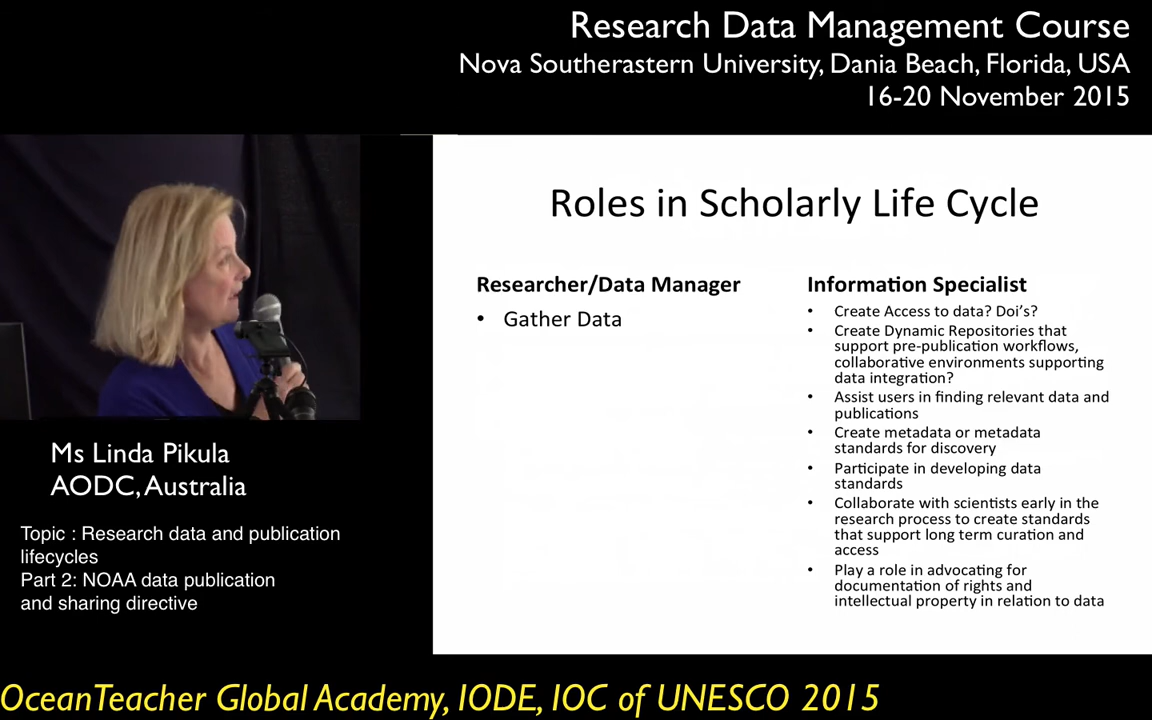 Research Data Management Course
Nova Southerastern University, Dania Beach, Florida, USA
16-20 November 2015
Roles in Scholarly Life Cycle
Researcher/Data Manager
• Gather Data
Information Specialist
• Create Access to data? Doi's?
• Create Dynamic Repositories that
support pre-publication workflows,
collaborative environments supporting
data integration?
• Assist users in finding relevant data and
publications
• Create metadata or metadata
standards for discovery
• Participate in developing data
standards
• Collaborate with scientists early in the
research process to create standards
that support long term curation and
access
• Play a role in advocating for
documentation of rights and
intellectual property in relation to data
Ms Linda Pikula
AODC, Australia
Topic : Research data and publication
lifecycles
Part 2: NOAA data publication
and sharing directive
OceanTeacher Global Academy, IODE, IOC of UNESCO 2015